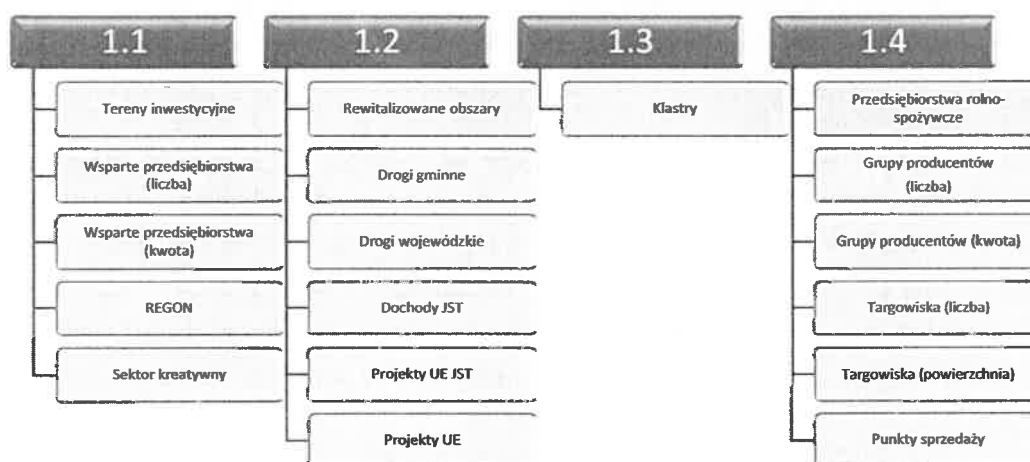 1.1
Tereny inwestycyjne
Wsparte przedsiębiorstwa
(liczba)
Wsparte przedsiębiorstwa
(kwota)
REGON
Sektor kreatywny
1.2
Rewitalizowane obszary
Drogi gminne
Drogi wojewódzkie
Dochody JST
Projekty UE JST
Projekty UE
1.3
Klastry
1.4
Przedsiębiorstwa rolno-
spożywcze
Grupy producentów
(liczba)
Grupy producentów (kwota)
Targowiska (liczba)
Targowiska (powierzchnia)
Punkty sprzedaży